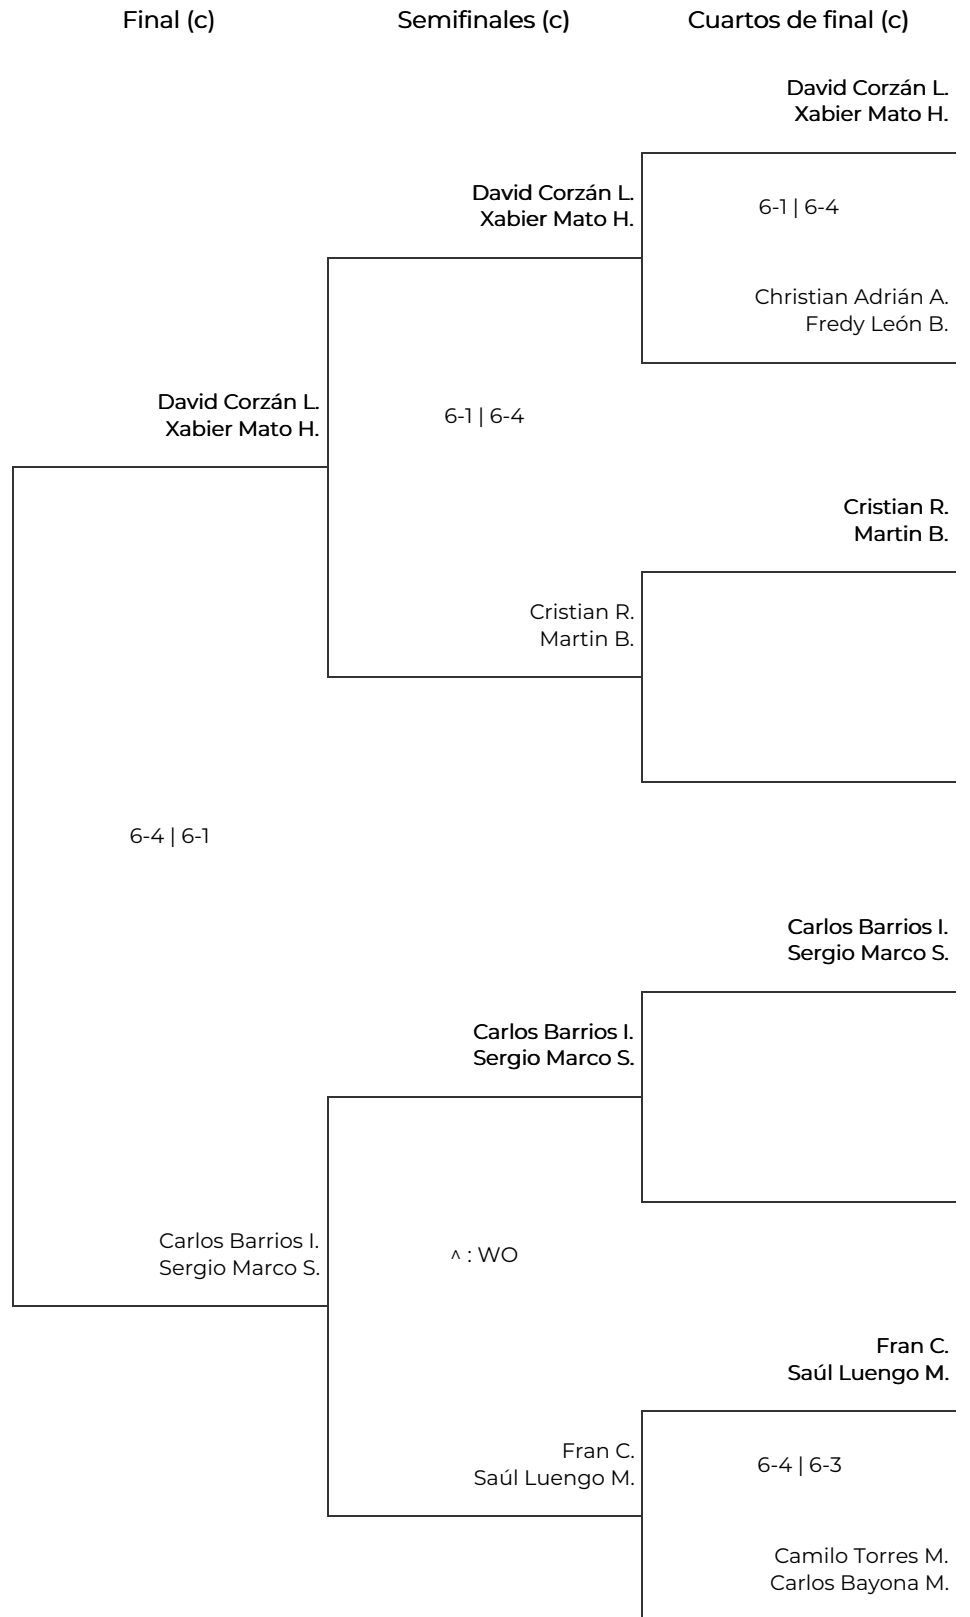 Final (c)
Semifinales (c)
Cuartos de final (c)
David Corzán L.
Xabier Mato H.
David Corzán L.
Xabier Mato H.
6-1 | 6-4
Christian Adrián A.
Fredy León B.
David Corzán L.
Xabier Mato H.
6-1 | 6-4
Cristian R.
Martin B.
Cristian R.
Martin B.
6-4 | 6-1
Carlos Barrios I.
Sergio Marco S.
Carlos Barrios I.
Sergio Marco S.
Carlos Barrios I.
Sergio Marco S.
^ : WO
Fran C.
Saúl Luengo M.
Fran C.
Saúl Luengo M.
6-4 | 6-3
Camilo Torres M.
Carlos Bayona M.